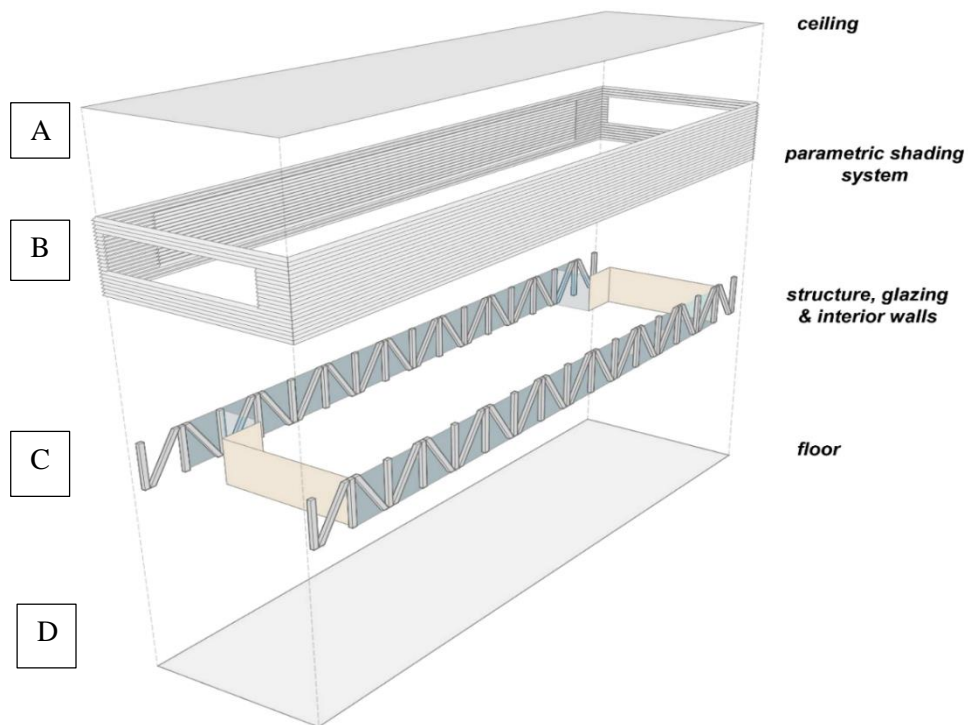 ceiling
A
parametric shading
system
B
structure, glazing
& interior walls
C
floor
D